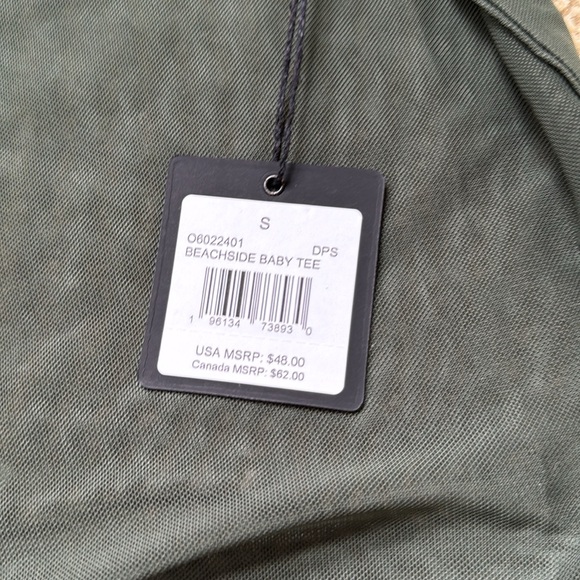 S
O6022401 DPS
BEACHSIDE BABY TEE
1 96134 73893 0
USA MSRP: $48.00
Canada MSRP: $62.00